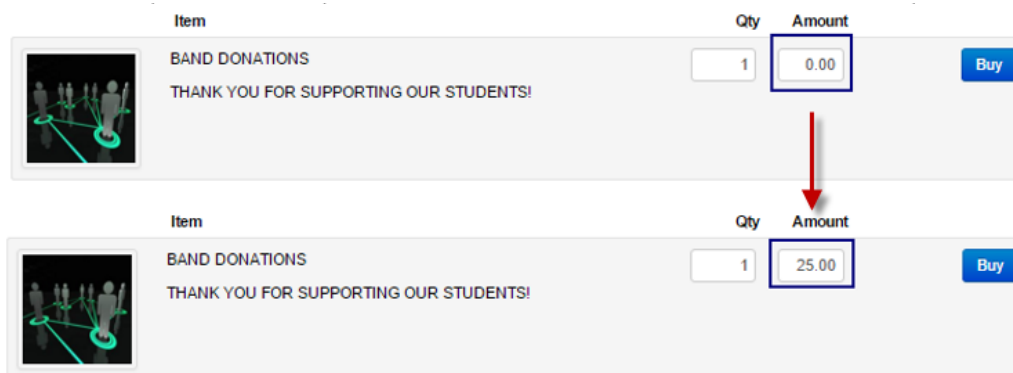 Item Qty Amount
BAND DONATIONS 1 0.00 Buy
THANK YOU FOR SUPPORTING OUR STUDENTS!
Item Qty Amount
BAND DONATIONS 1 25.00 Buy
THANK YOU FOR SUPPORTING OUR STUDENTS!